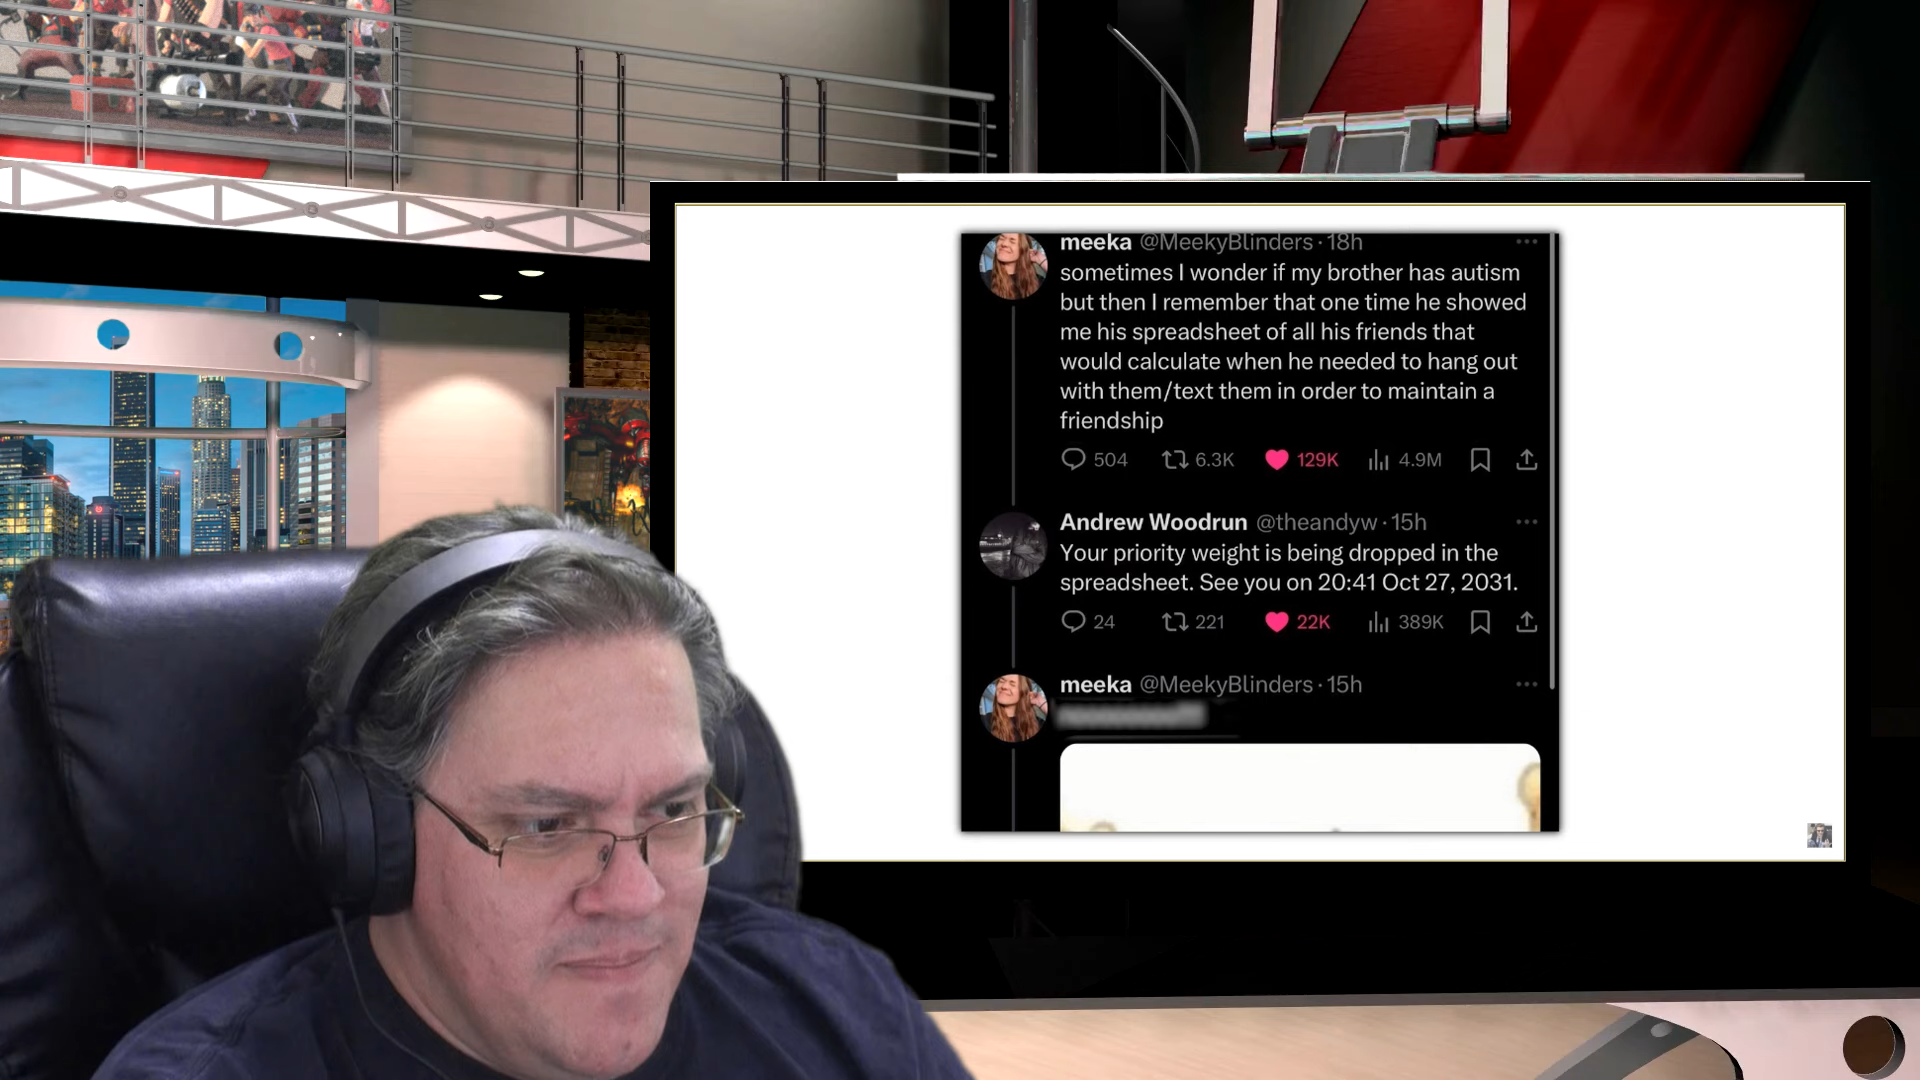 meeka @MeekyBlinders · 18h
sometimes I wonder if my brother has autism
but then I remember that one time he showed
me his spreadsheet of all his friends that
would calculate when he needed to hang out
with them/text them in order to maintain a
friendship
504 6.3K 129K 4.9M
Andrew Woodrun @theandyw · 15h
Your priority weight is being dropped in the
spreadsheet. See you on 20:41 Oct 27, 2031.
24 221 22K 389K
meeka @MeekyBlinders · 15h